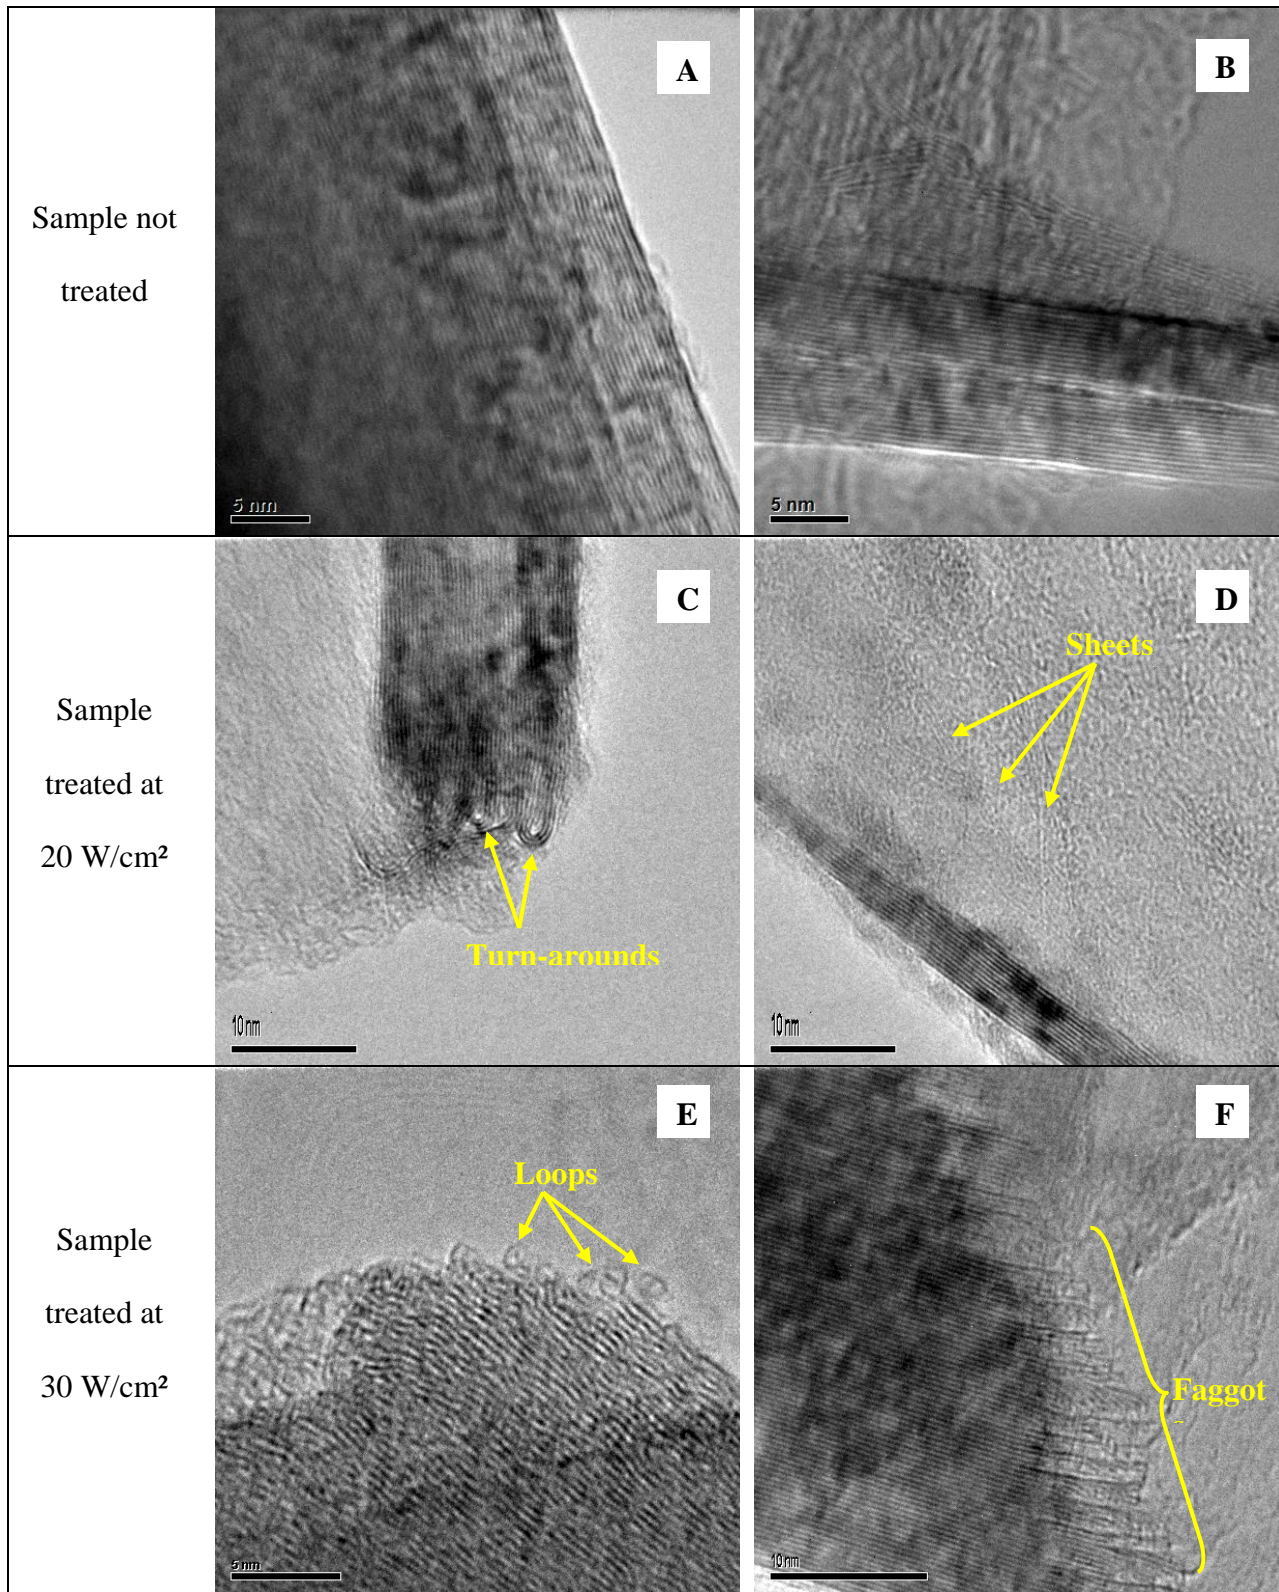 Sample not
treated
A
B
5 nm
5 nm
Sample
treated at
20 W/cm²
C
D
Sheets
Turn-arounds
10 nm
10 nm
Sample
treated at
30 W/cm²
E
F
Loops
Faggot
5 nm
10 nm